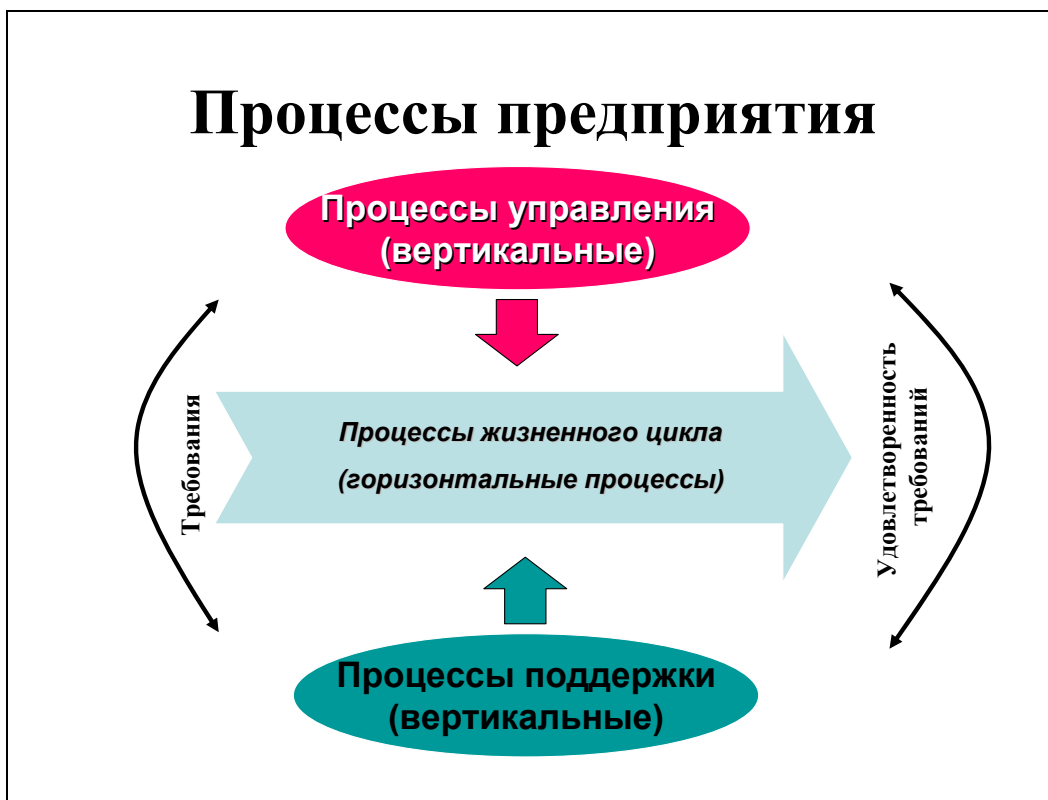 Процессы предприятия
Процессы управления
(вертикальные)
Требования
Процессы жизненного цикла
(горизонтальные процессы)
Удовлетворенность
требований
Процессы поддержки
(вертикальные)